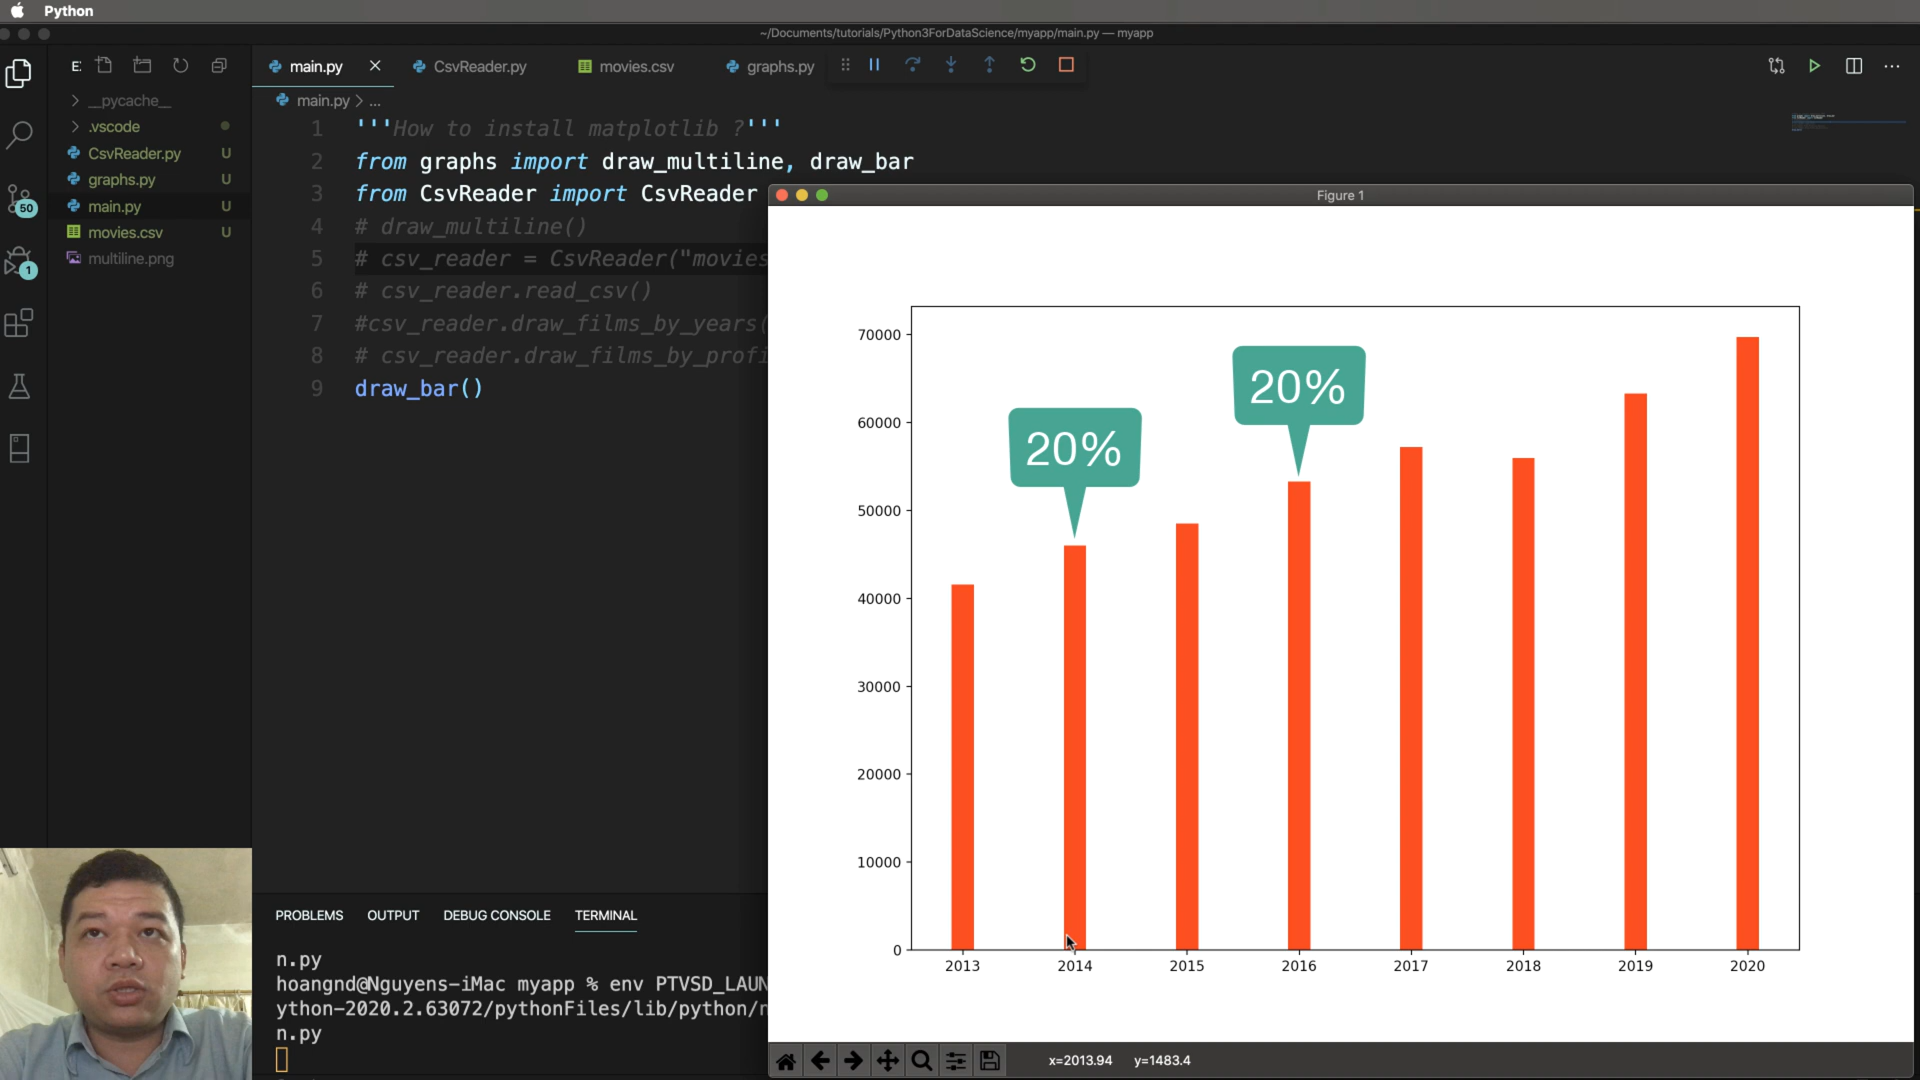 Python
~/Documents/tutorials/Python3ForDataScience/myapp/main.py — myapp
E:
main.py
CsvReader.py
movies.csv
graphs.py
main.py > ...
__pycache__
.vscode
CsvReader.py U
graphs.py U
main.py U
movies.csv U
multiline.png
50
1
1 '''How to install matplotlib ?'''
2 from graphs import draw_multiline, draw_bar
3 from CsvReader import CsvReader
4 # draw_multiline()
5 # csv_reader = CsvReader("movies
6 # csv_reader.read_csv()
7 #csv_reader.draw_films_by_years(
8 # csv_reader.draw_films_by_profi
9 draw_bar()
Figure 1
70000
60000
50000
40000
30000
20000
10000
0
20%
20%
2013 2014 2015 2016 2017 2018 2019 2020
x=2013.94 y=1483.4
PROBLEMS OUTPUT DEBUG CONSOLE TERMINAL
n.py
hoangnd@Nguyens-iMac myapp % env PTVSD_LAUN
ython-2020.2.63072/pythonFiles/lib/python/n
n.py